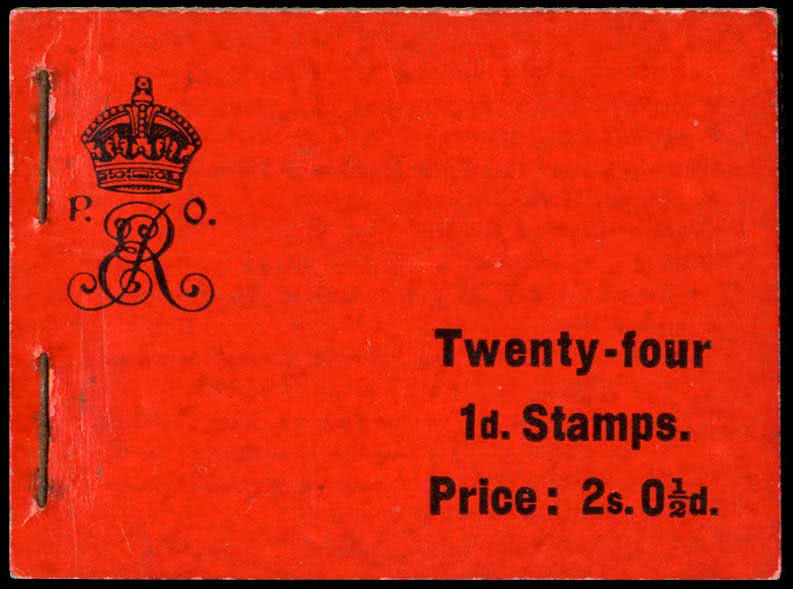 P. O.
ER
Twenty-four
1d. Stamps.
Price: 2s. 0½d.